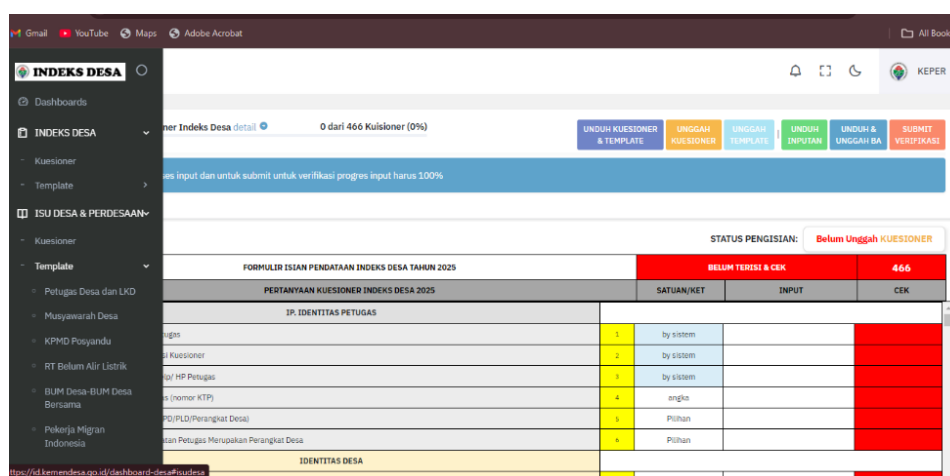 Gmail YouTube Maps Adobe Acrobat All Book
INDEKS DESA KEPER
Dashboards
INDEKS DESA
Kuesioner
Template
ISU DESA & PERDESAAN
Kuesioner
Template
Petugas Desa dan LKD
Musyawarah Desa
KPMD Posyandu
RT Belum Alir Listrik
BUM Desa-BUM Desa
Bersama
Pekerja Migran
Indonesia
ner Indeks Desa detail 0 dari 466 Kuisioner (0%)
UNDUH KUESIONER
& TEMPLATE
UNGGAH
KUESIONER
UNGGAH
TEMPLATE
UNDUH
INPUTAN
UNDUH &
UNGGAH BA
SUBMIT
VERIFIKASI
ses input dan untuk submit untuk verifikasi progres input harus 100%
STATUS PENGISIAN: Belum Unggah KUESIONER
FORMULIR ISIAN PENDATAAN INDEKS DESA TAHUN 2025 BELUM TERISI & CEK 466
PERTANYAAN KUESIONER INDEKS DESA 2025 SATUAN/KET INPUT CEK
IP. IDENTITAS PETUGAS
tugas 1 by sistem
si Kuesioner 2 by sistem
lp/ HP Petugas 3 by sistem
s (nomor KTP) 4 angka
PD/PLD/Perangkat Desa) 5 Pilihan
atan Petugas Merupakan Perangkat Desa 6 Pilihan
IDENTITAS DESA
ttps://id.kemendesa.go.id/dashboard-desa#isudesa